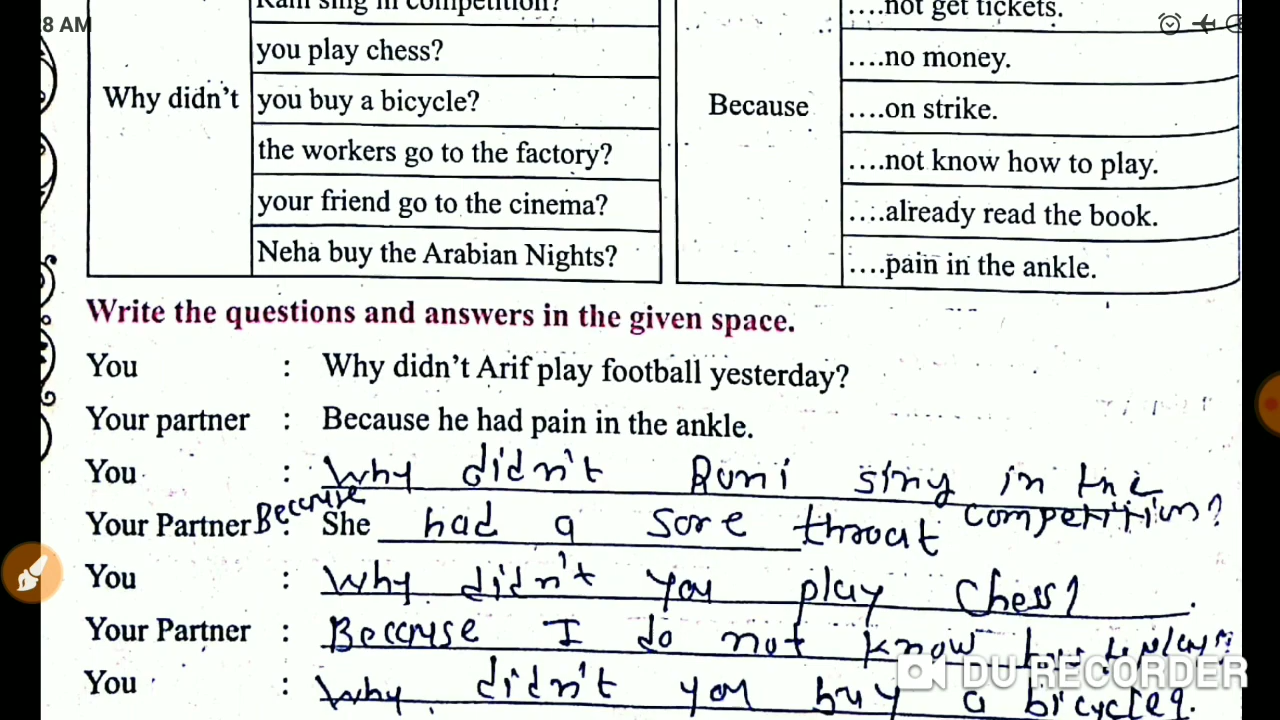 8 AM
sing in competition?
....not get tickets.
you play chess?
....no money.
Why didn't
you buy a bicycle?
Because
....on strike.
the workers go to the factory?
....not know how to play.
your friend go to the cinema?
....already read the book.
Neha buy the Arabian Nights?
....pain in the ankle.
Write the questions and answers in the given space.
You : Why didn't Arif play football yesterday?
Your partner : Because he had pain in the ankle.
You : Why didn't Runi sing in the competition?
Your Partner : Because She had a sore throat
You : Why didn't you play chess?
Your Partner : Because I do not know how to play
You : Why didn't you buy a bicycle?
DU RECORDER